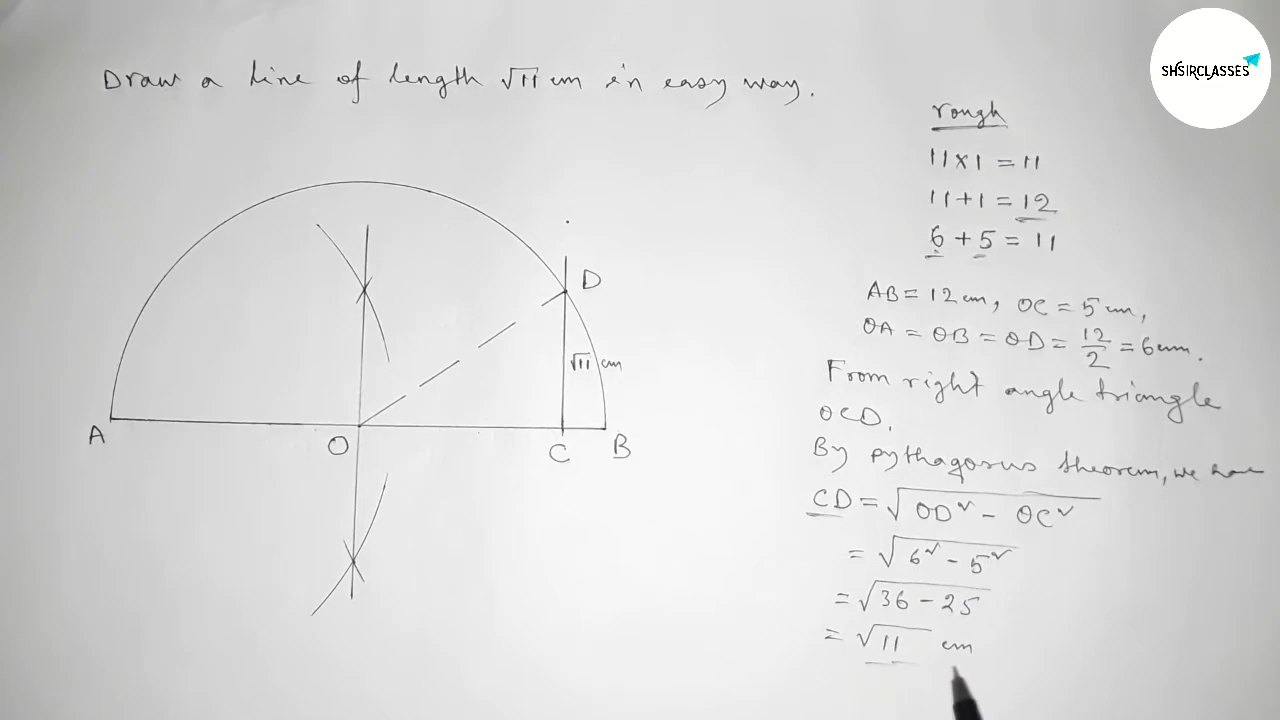 Draw a line of length √11 cm in easy way.
SHSIRCLASSES
rough
11 × 1 = 11
11 + 1 = 12
6 + 5 = 11
AB = 12 cm, OC = 5 cm,
OA = OB = OD = 12/2 = 6 cm.
From right angle triangle
OCD.
By pythagorus theorem, we have
CD = √OD² - OC²
= √6² - 5²
= √36 - 25
= √11 cm
D
√11 cm
A
O
C
B